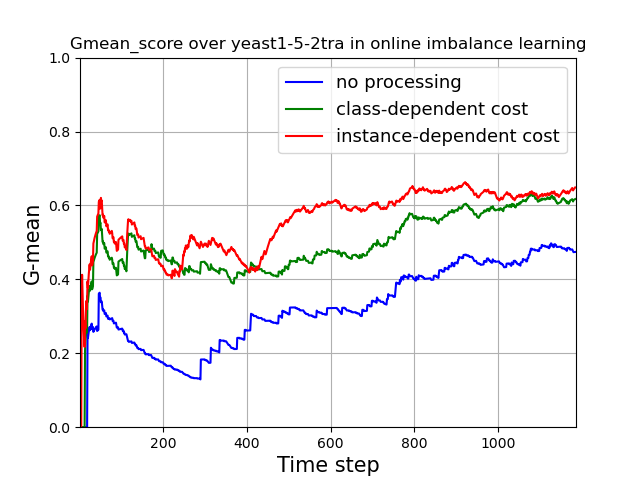 Gmean_score over yeast1-5-2tra in online imbalance learning
1.0
0.8
0.6
0.4
0.2
0.0
G-mean
no processing
class-dependent cost
instance-dependent cost
200
400
600
800
1000
Time step